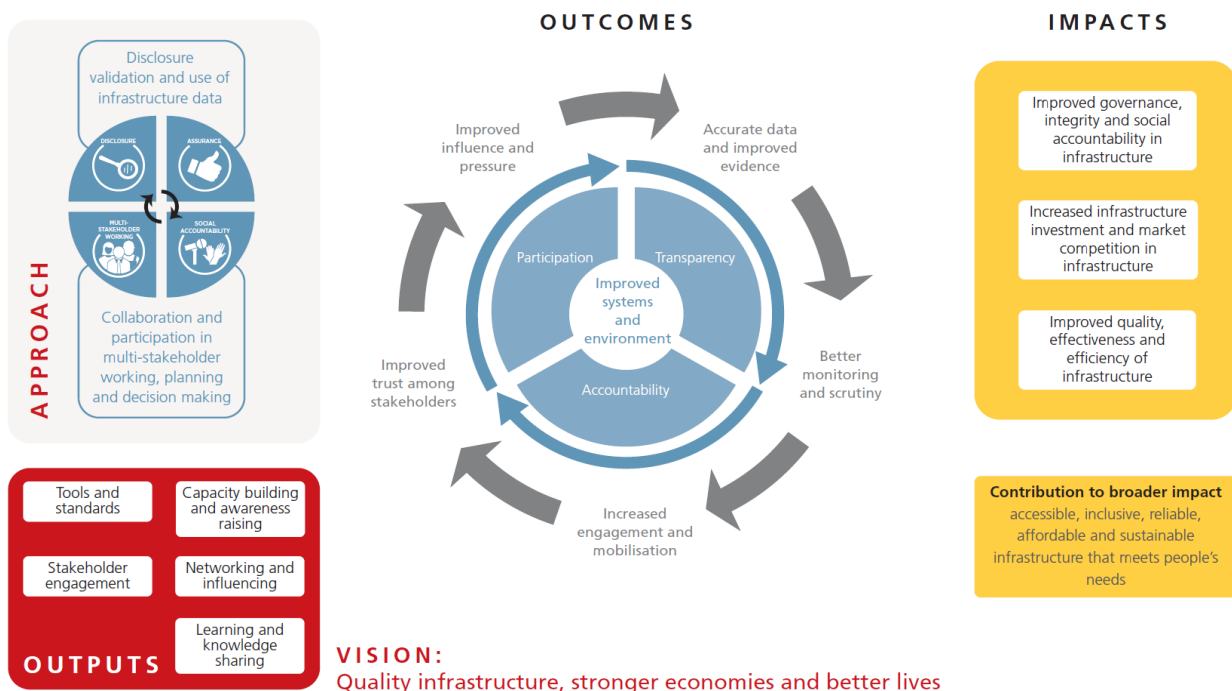 OUTCOMES
IMPACTS
Disclosure
validation and use of
infrastructure data
DISCLOSURE
ASSURANCE
MULTI-
STAKEHOLDER
WORKING
SOCIAL
ACCOUNTABILITY
Collaboration and
participation in
multi-stakeholder
working, planning
and decision making
APPROACH
Tools and
standards
Capacity building
and awareness
raising
Stakeholder
engagement
Networking and
influencing
Learning and
knowledge
sharing
OUTPUTS
Improved
influence and
pressure
Accurate data
and improved
evidence
Participation
Transparency
Improved
systems
and
environment
Accountability
Improved
trust among
stakeholders
Better
monitoring
and scrutiny
Increased
engagement and
mobilisation
Improved governance,
integrity and social
accountability in
infrastructure
Increased infrastructure
investment and market
competition in
infrastructure
Improved quality,
effectiveness and
efficiency of
infrastructure
Contribution to broader impact
accessible, inclusive, reliable,
affordable and sustainable
infrastructure that meets people’s
needs
VISION:
Quality infrastructure, stronger economies and better lives